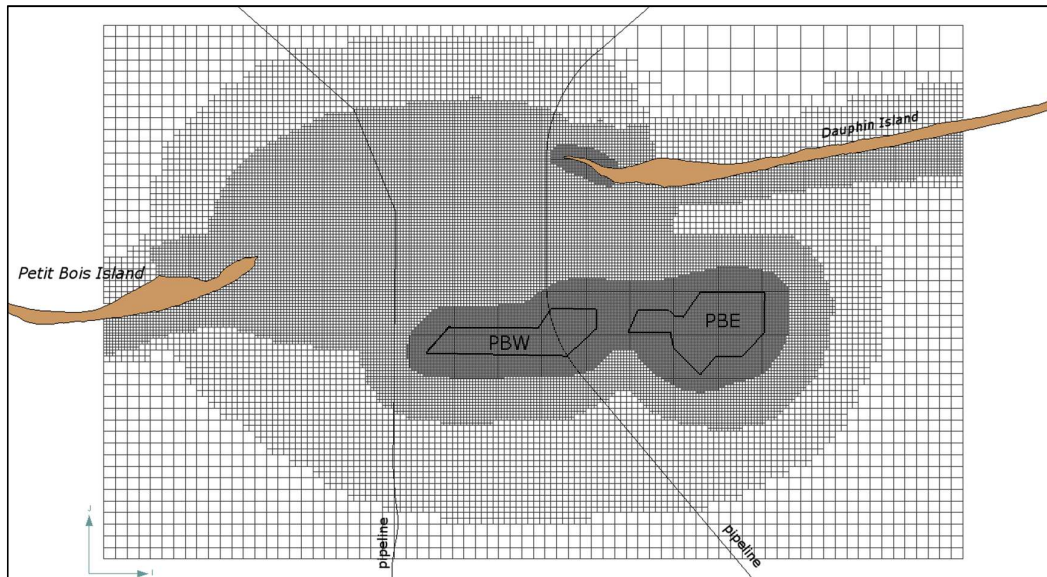 Dauphin Island
Petit Bois Island
PBW
PBE
pipeline
pipeline
J
I